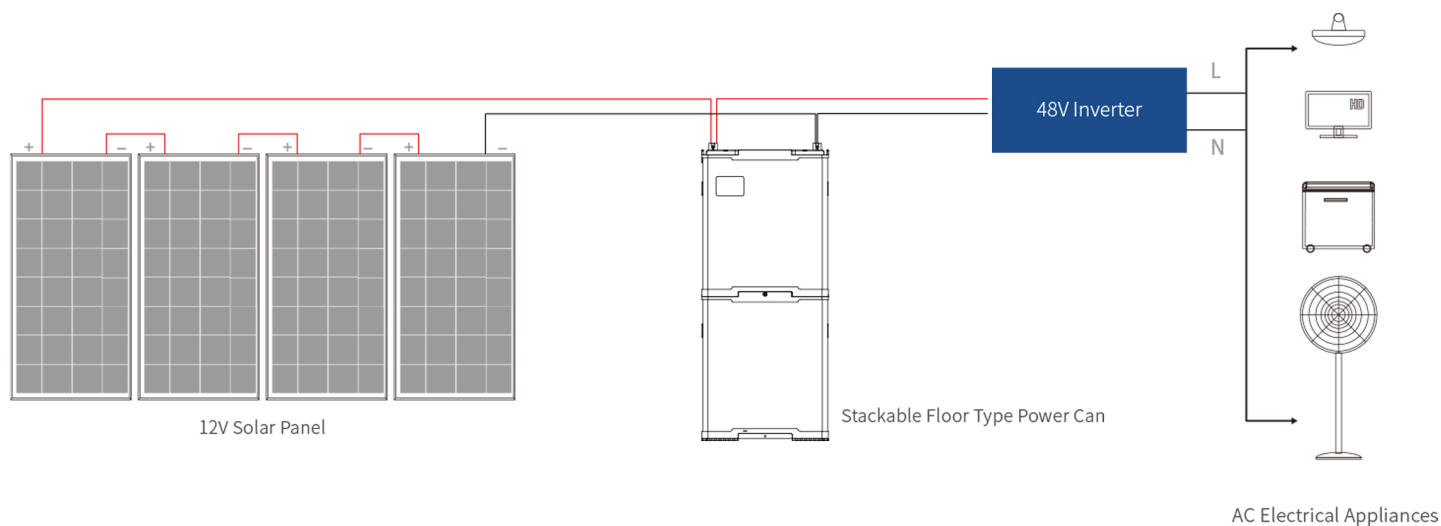 L
48V Inverter
HD
N
+ − + − + − + −
12V Solar Panel
Stackable Floor Type Power Can
AC Electrical Appliances